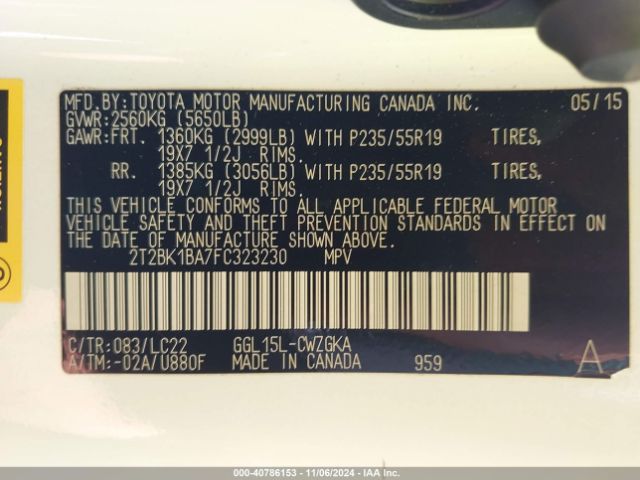 MFD.BY:TOYOTA MOTOR MANUFACTURING CANADA INC. 05/15
GVWR:2560KG (5650LB)
GAWR:FRT. 1360KG (2999LB) WITH P235/55R19 TIRES,
19X7 1/2J RIMS.
RR. 1385KG (3056LB) WITH P235/55R19 TIRES,
19X7 1/2J RIMS.
THIS VEHICLE CONFORMS TO ALL APPLICABLE FEDERAL MOTOR
VEHICLE SAFETY AND THEFT PREVENTION STANDARDS IN EFFECT ON
THE DATE OF MANUFACTURE SHOWN ABOVE.
2T2BK1BA7FC323230 MPV
C/TR:083/LC22 GGL15L-CWZGKA
A/TM:-02A/U880F MADE IN CANADA 959 A
000-40786153 - 11/06/2024 - IAA Inc.